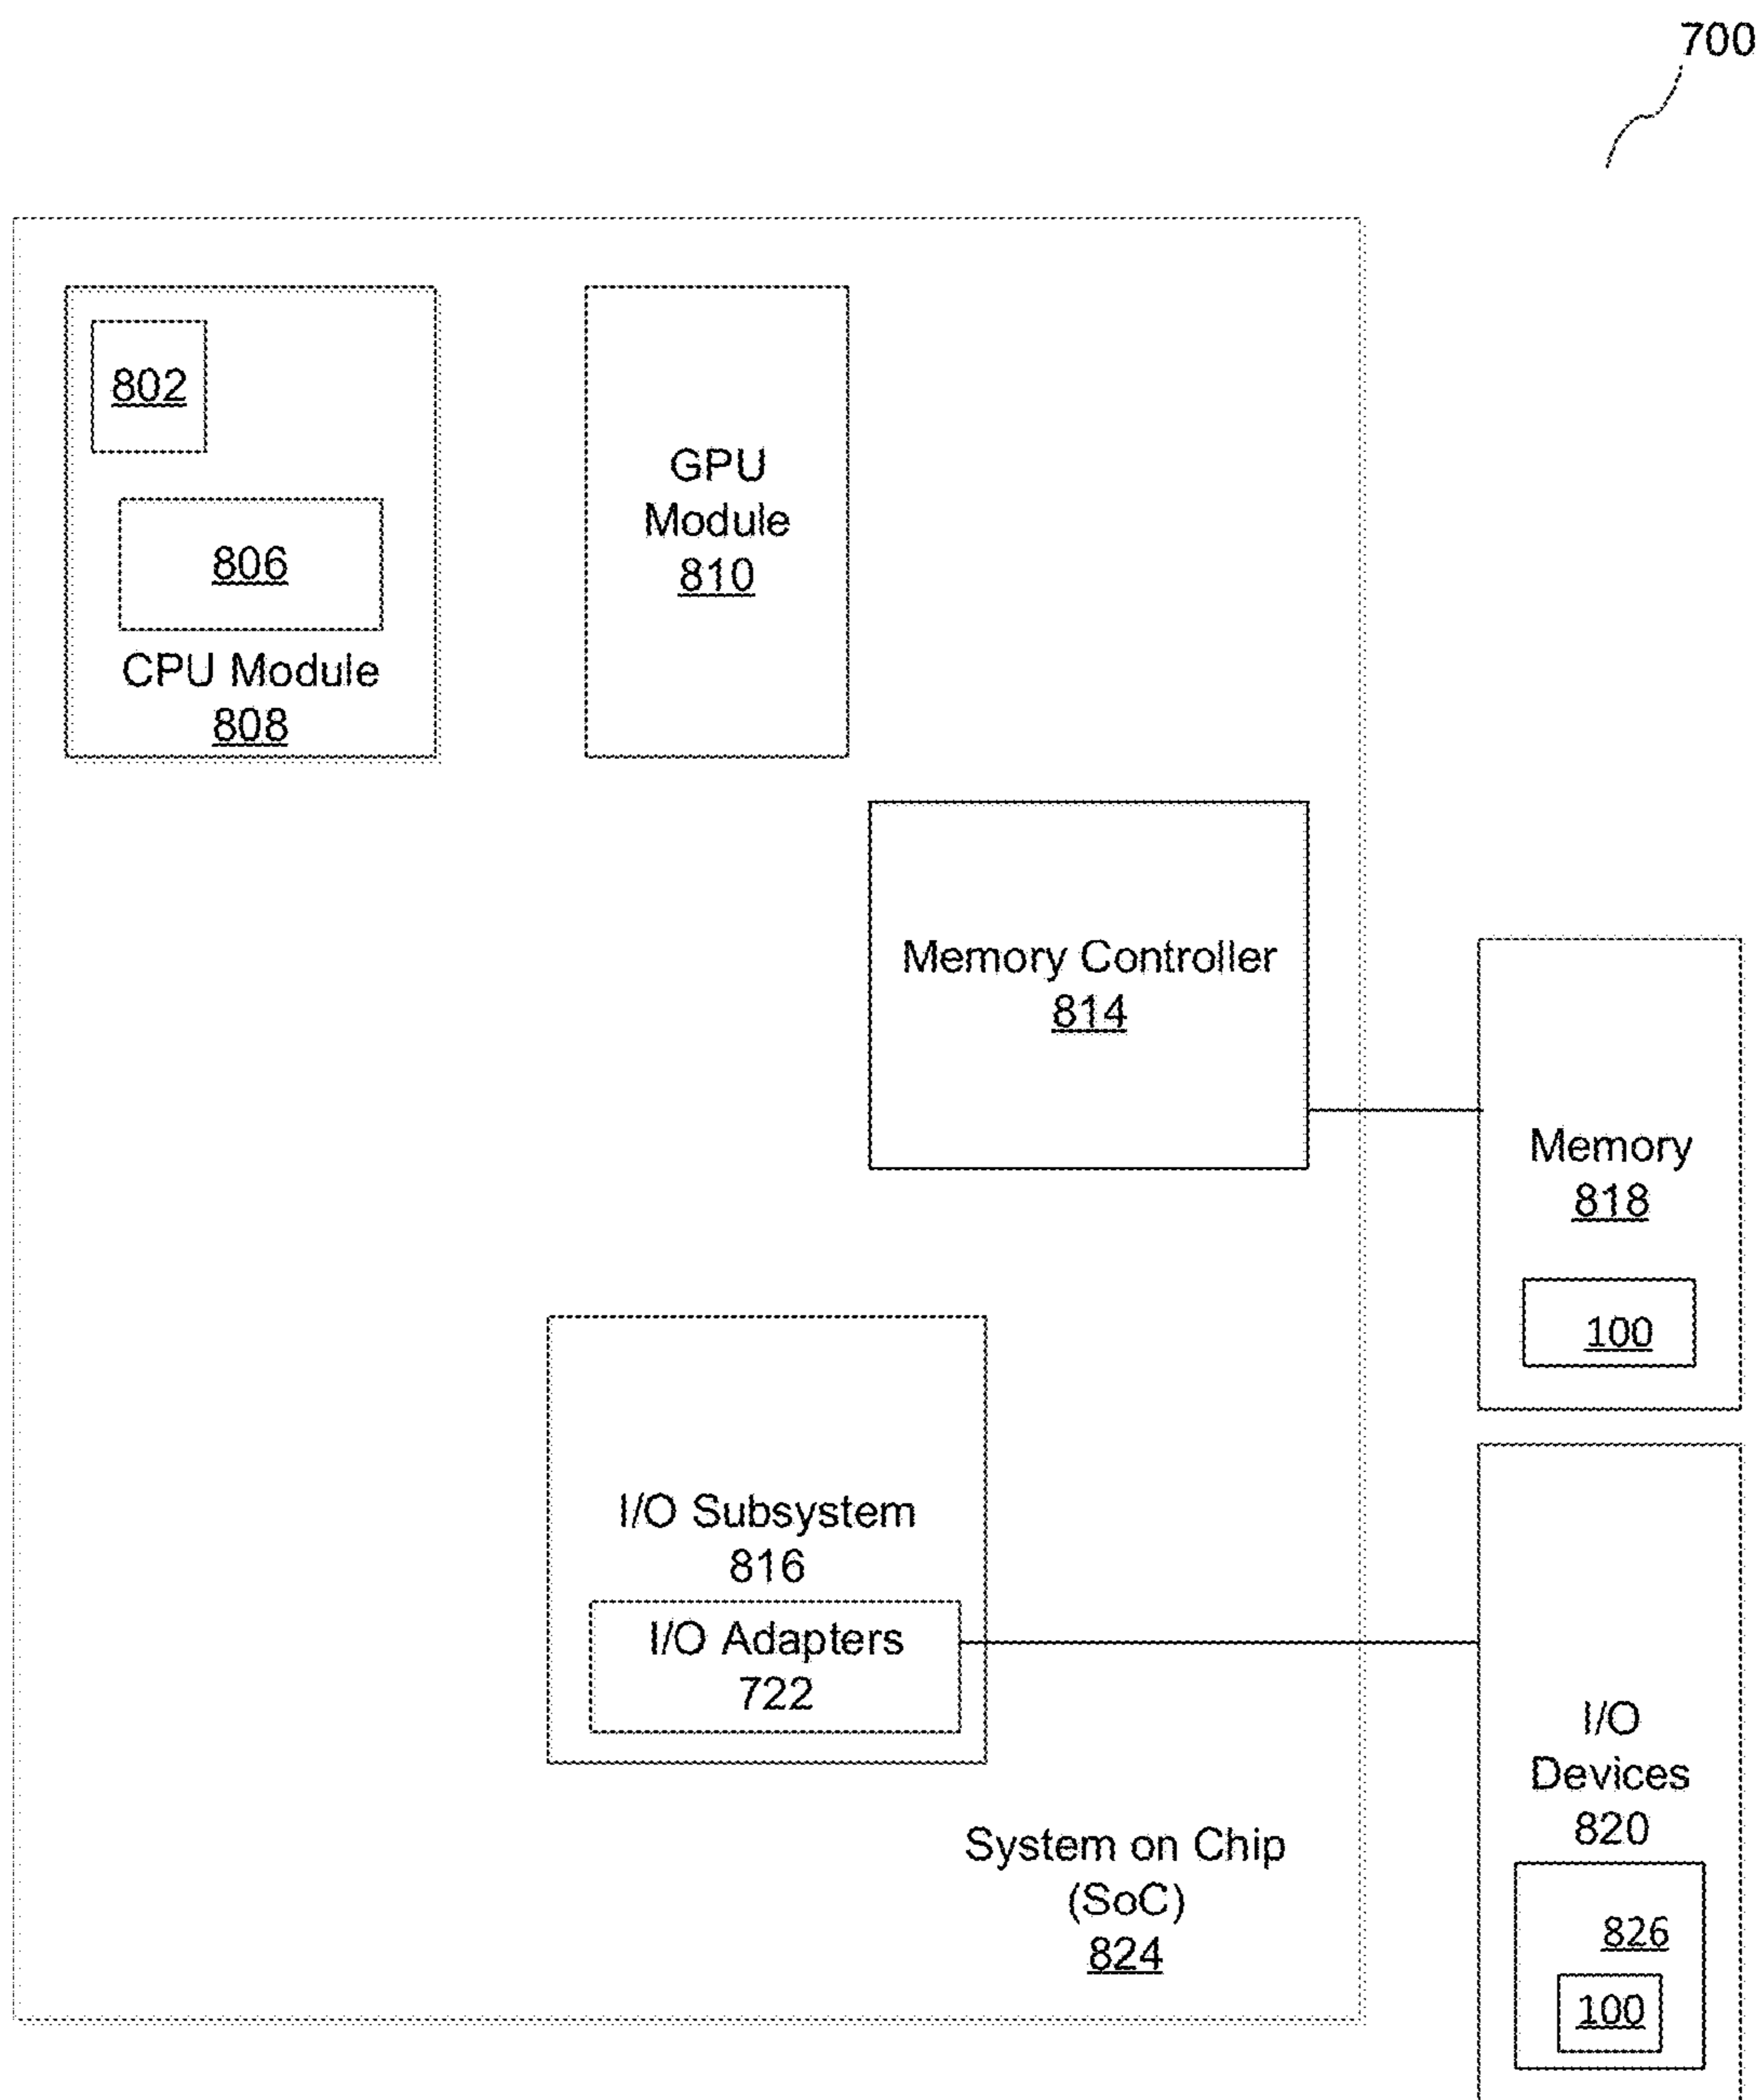 700
802
806
CPU Module
808
GPU
Module
810
Memory Controller
814
Memory
818
100
I/O Subsystem
816
I/O Adapters
722
I/O
Devices
820
826
100
System on Chip
(SoC)
824